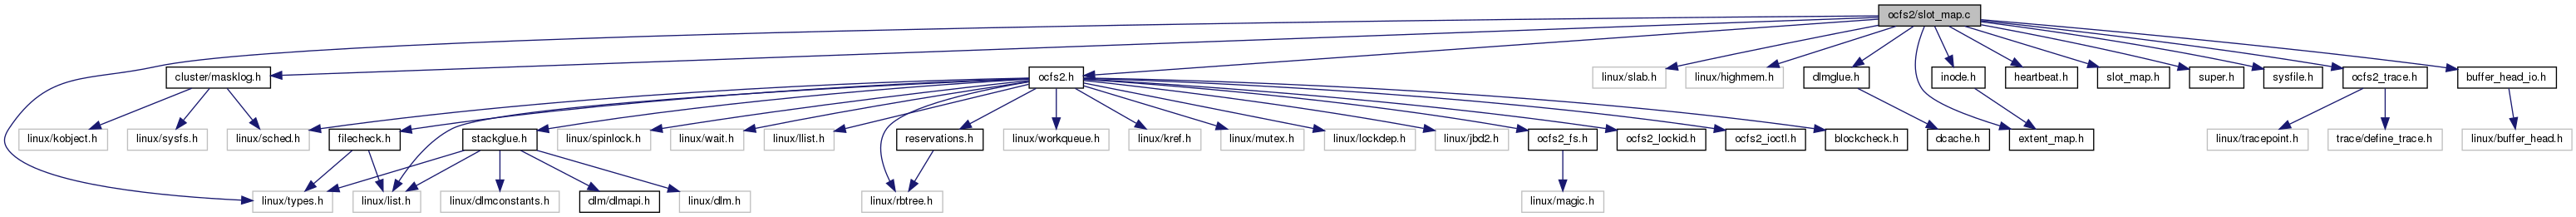 ocfs2/slot_map.c
cluster/masklog.h
ocfs2.h
linux/slab.h
linux/highmem.h
dlmglue.h
inode.h
heartbeat.h
slot_map.h
super.h
sysfile.h
ocfs2_trace.h
buffer_head_io.h
linux/kobject.h
linux/sysfs.h
linux/sched.h
filecheck.h
stackglue.h
linux/spinlock.h
linux/wait.h
linux/llist.h
reservations.h
linux/workqueue.h
linux/kref.h
linux/mutex.h
linux/lockdep.h
linux/jbd2.h
ocfs2_fs.h
ocfs2_lockid.h
ocfs2_ioctl.h
blockcheck.h
dcache.h
extent_map.h
linux/tracepoint.h
trace/define_trace.h
linux/buffer_head.h
linux/types.h
linux/list.h
linux/dlmconstants.h
dlm/dlmapi.h
linux/dlm.h
linux/rbtree.h
linux/magic.h